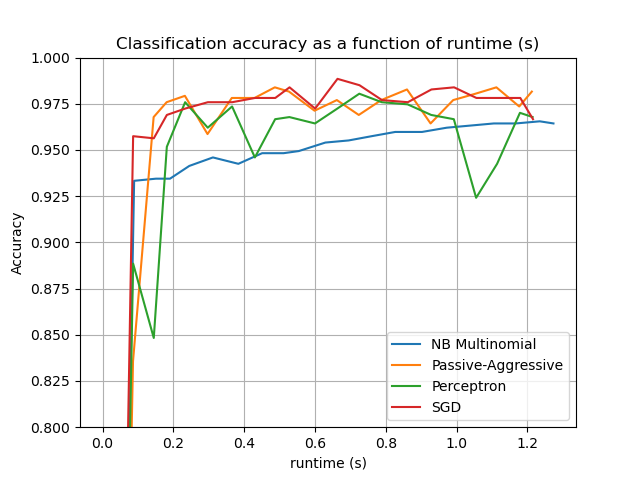 Classification accuracy as a function of runtime (s)
Accuracy
1.000
0.975
0.950
0.925
0.900
0.875
0.850
0.825
0.800
NB Multinomial
Passive-Aggressive
Perceptron
SGD
0.0 0.2 0.4 0.6 0.8 1.0 1.2
runtime (s)